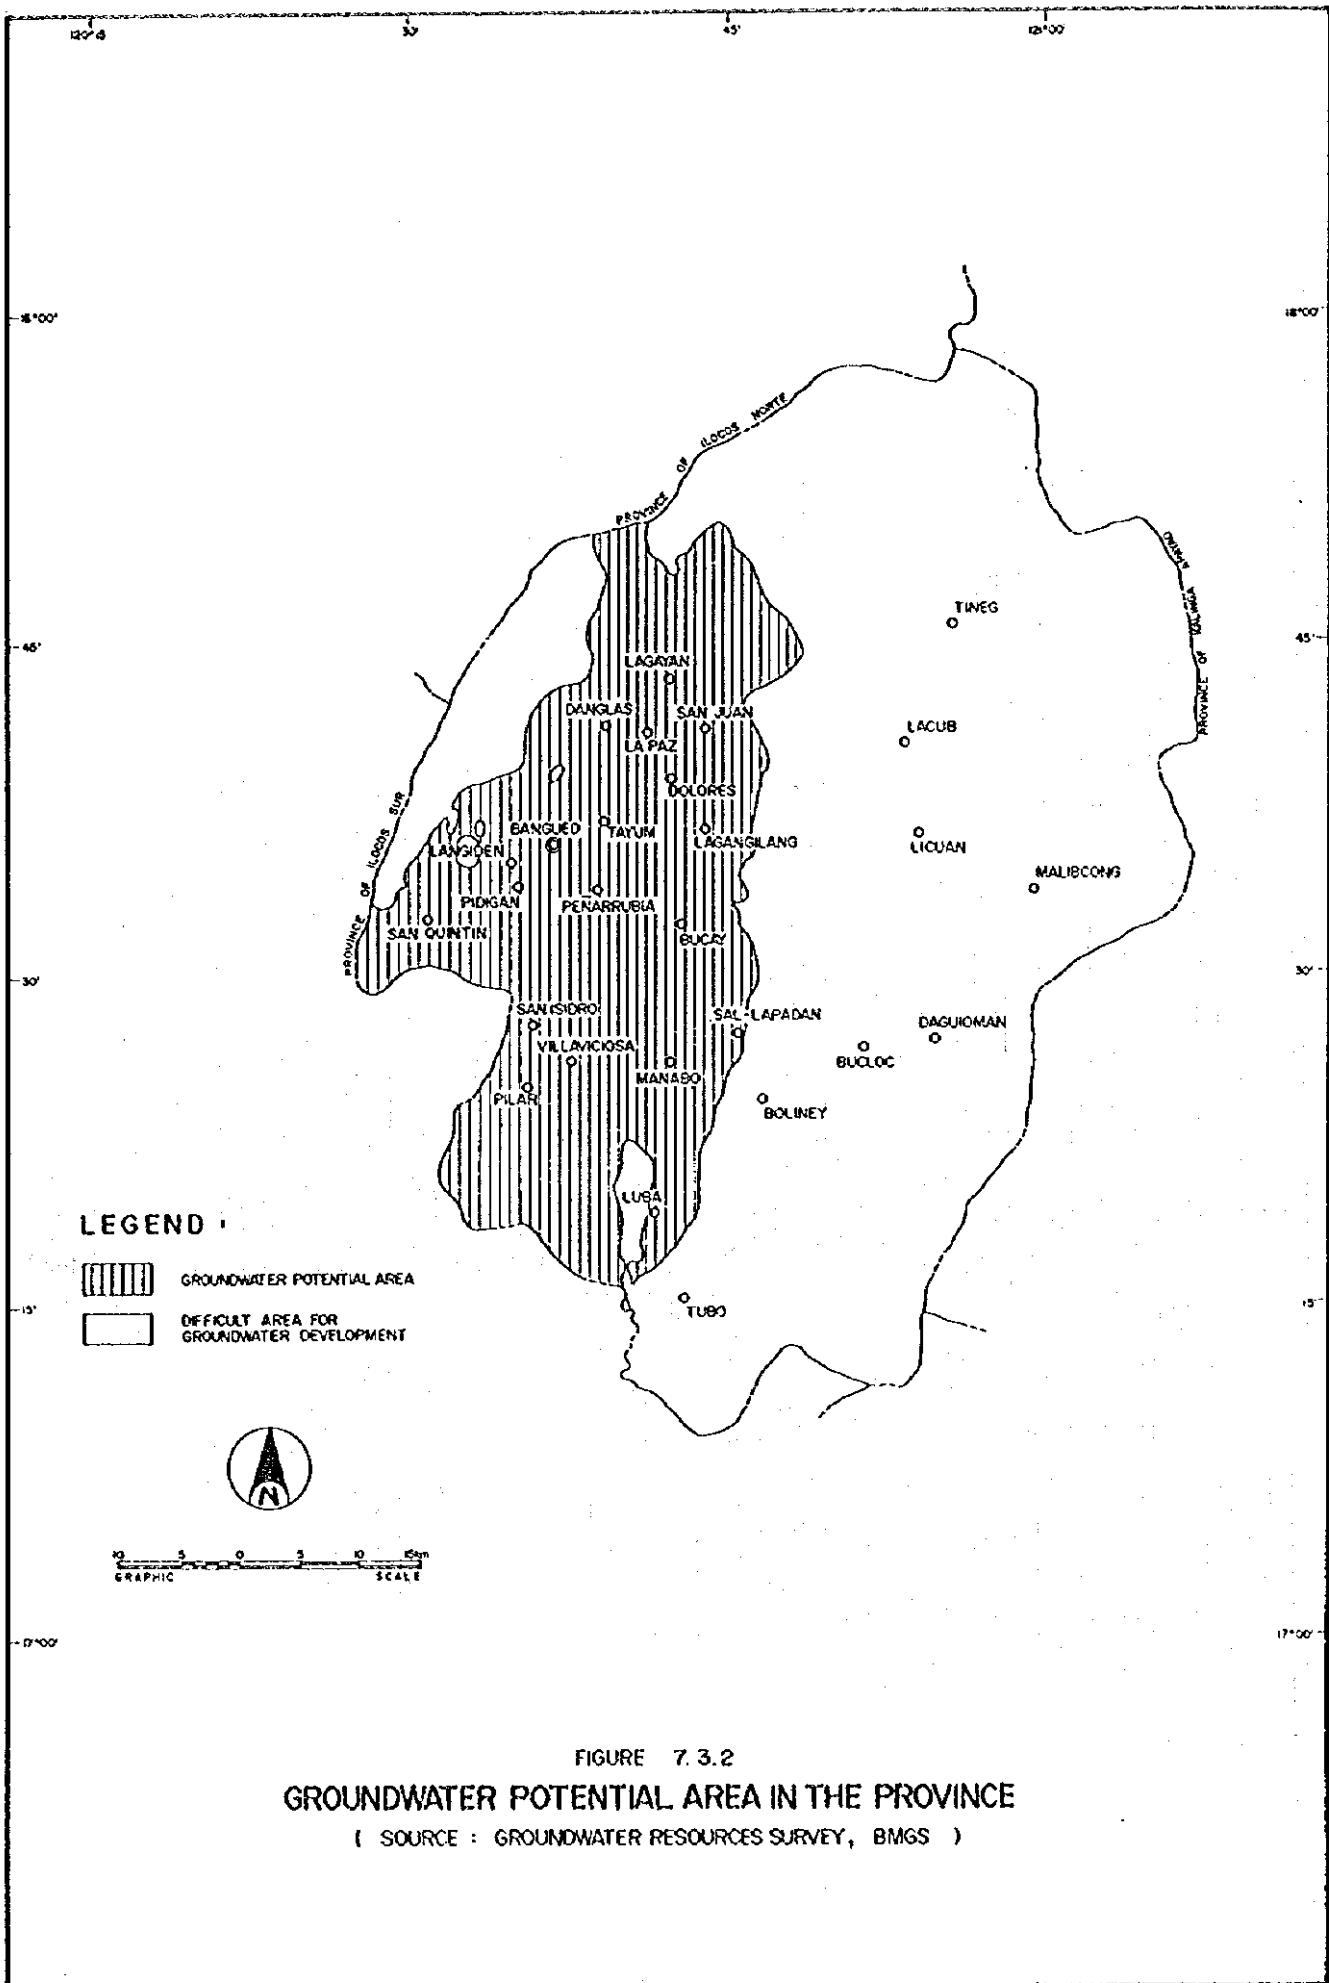 120°15
30'
45'
121°00'
18°00'
18°00'
PROVINCE OF ILOCOS NORTE
PROVINCE OF KALINGA APAYAO
TINEG
45'
45'
LAGAYAN
DANGLAS
SAN JUAN
LACUB
LA PAZ
DOLORES
PROVINCE OF ILOCOS SUR
BANGUED
TAYUM
LAGANGILANG
LICUAN
LANGIDEN
MALIBCONG
PIDIGAN
PEÑARRUBIA
SAN QUINTIN
BUCAY
30'
30'
SAN ISIDRO
SAL-LAPADAN
DAGUIOMAN
VILLAVICIOSA
BUCLOC
MANABO
PILAR
BOLINEY
LUBA
LEGEND :
GROUNDWATER POTENTIAL AREA
15'
15'
TUBO
DIFFICULT AREA FOR
GROUNDWATER DEVELOPMENT
N
10 5 0 5 10 15km
GRAPHIC SCALE
17°00'
17°00'
FIGURE 7.3.2
GROUNDWATER POTENTIAL AREA IN THE PROVINCE
( SOURCE : GROUNDWATER RESOURCES SURVEY, BMGS )